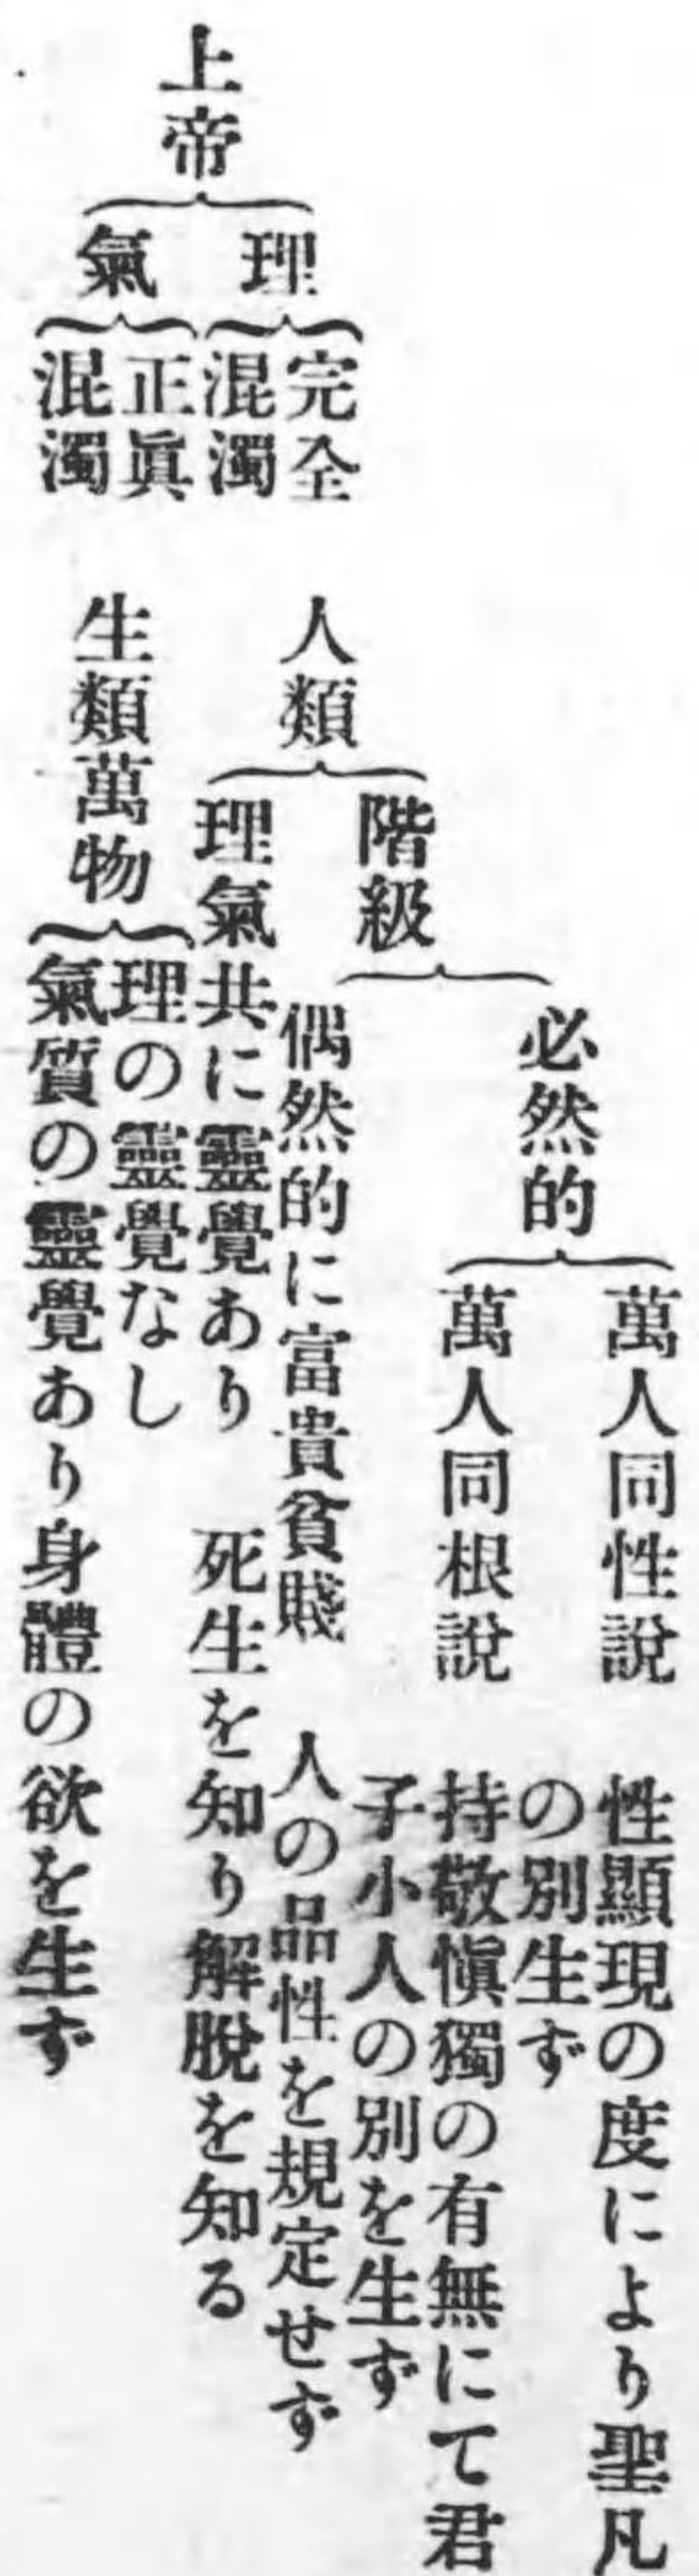 上帝
理
氣
完全
混濁
正眞
混濁
人類
階級
必然的
萬人同性說
性顯現の度により聖凡
の別生ず
萬人同根說
持敬愼獨の有無にて君
子小人の別を生ず
偶然的に富貴貧賤
人の品性を規定せず
理氣共に靈覺あり
死生を知り解脫を知る
生類萬物
理の靈覺なし
氣質の靈覺あり身體の欲を生ず